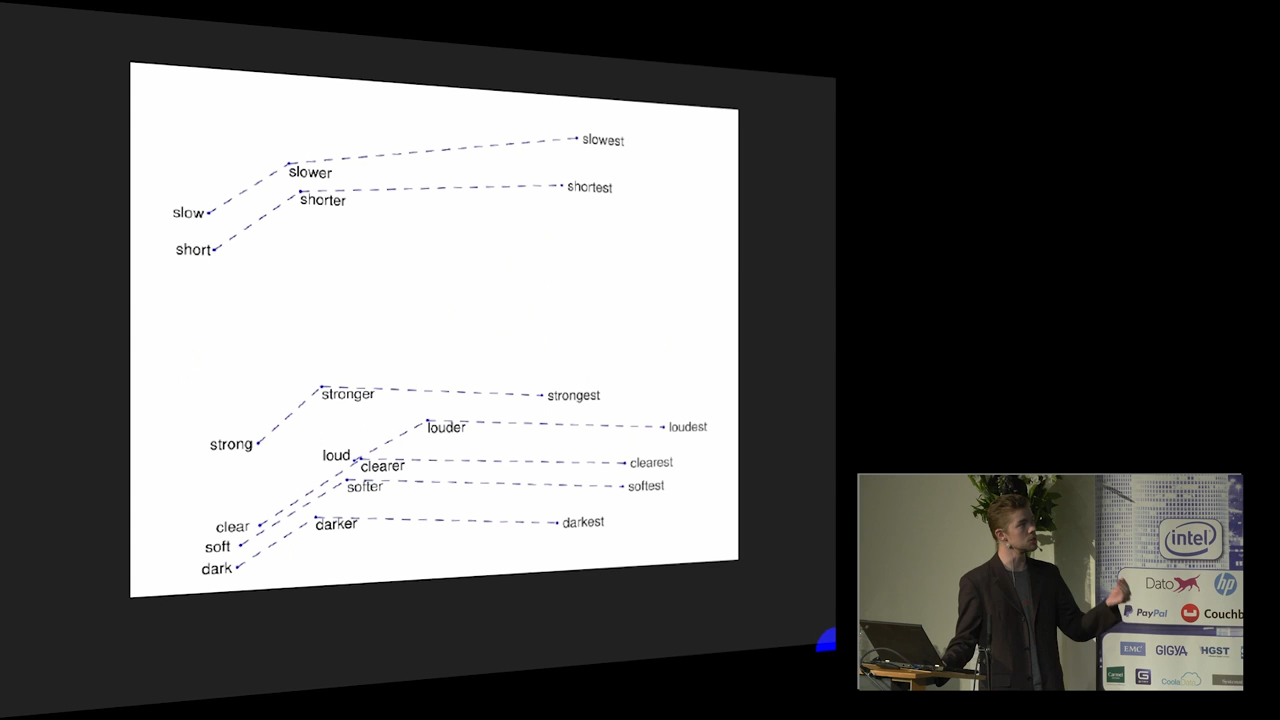 slowest
slower
shortest
shorter
slow
short
stronger
strongest
strong
louder
loudest
loud
clearer
clearest
softer
softest
clear
darker
darkest
soft
dark
intel
Dato
hp
PayPal
Couchb
EMC
GIGYA
HGST